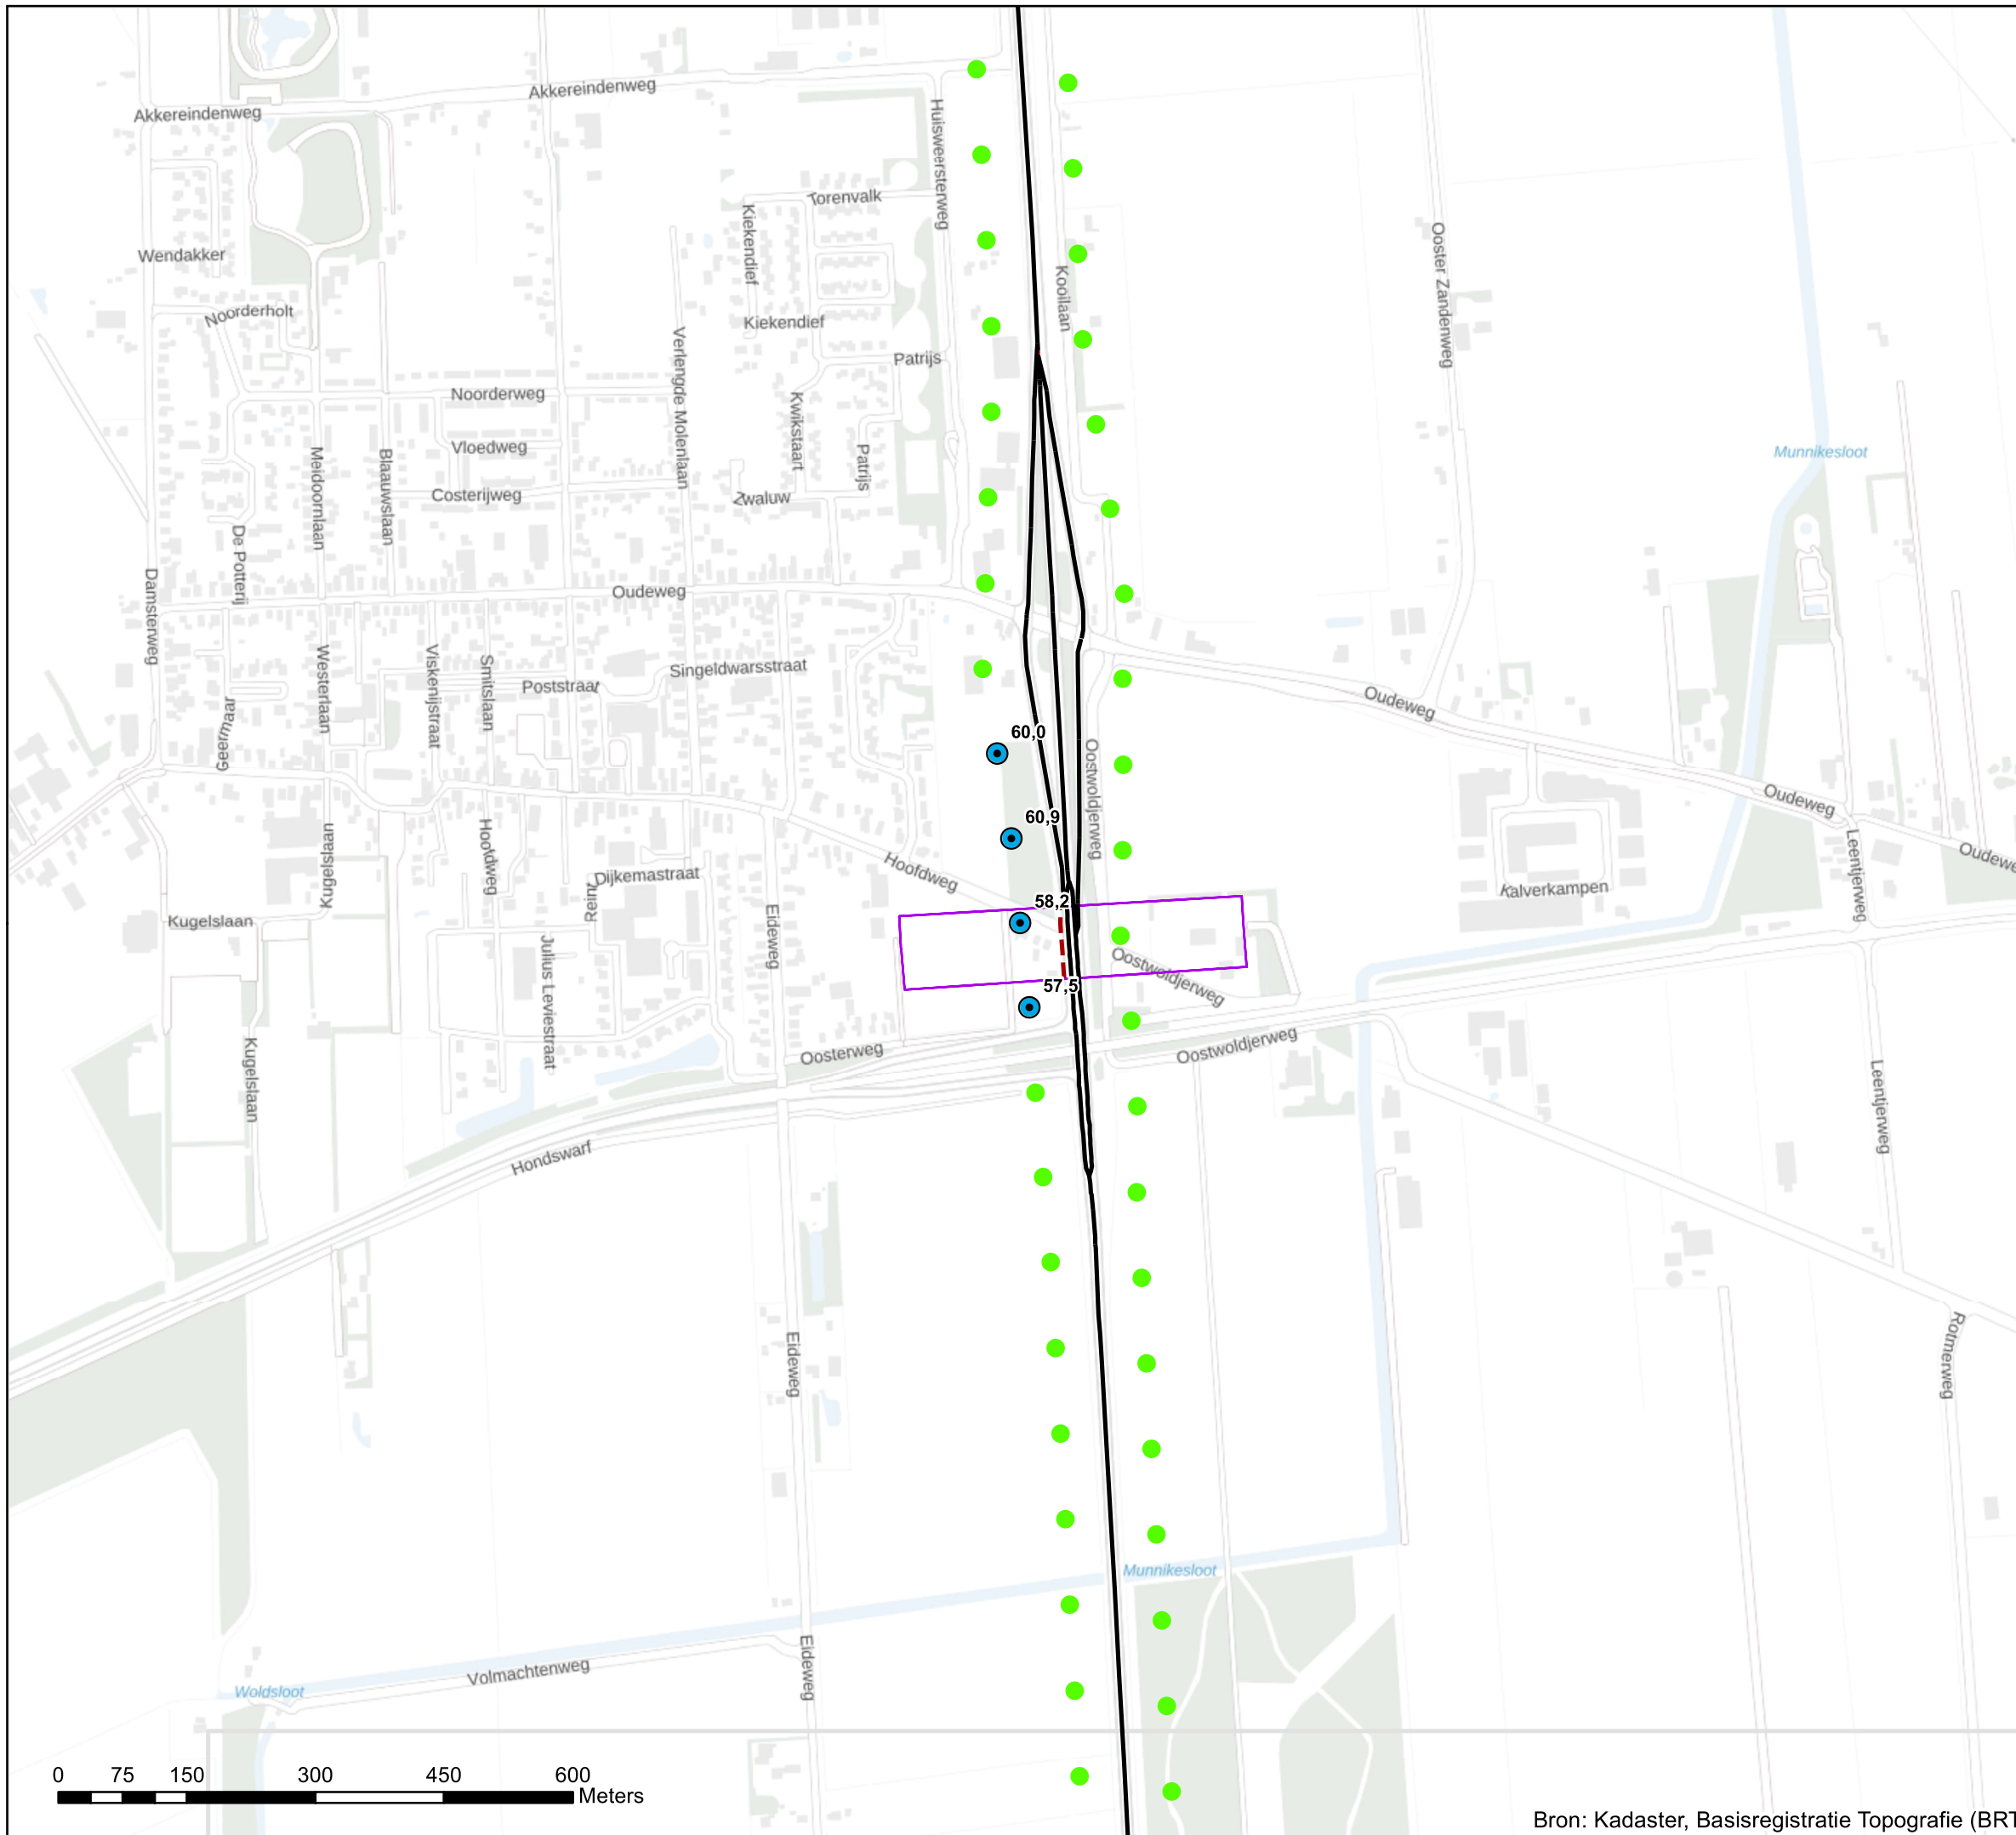 Akkereindenweg
Akkereindenweg
Huisweersterweg
Torenvalk
Kiekendief
Wendakker
Ooster Zandenweg
Kooilaan
Noorderholt
Kiekendief
Patrijs
Verlengde Molenlaan
Noorderweg
Kwikstaart
Vloedweg
Patrijs
Munnikesloot
Meidoornlaan
Blaauwslaan
Costerijweg
Zwaluw
De Potterij
Damsterweg
Oudeweg
Westerlaan
Viskenijstraat
Smitslaan
Poststraat
Singeldwarsstraat
Oudeweg
Geermaar
60,0
Oostwoldjerweg
Oudeweg
60,9
Kugelslaan
Hoofdweg
Dijkemastraat
Hoofdweg
Leentjerweg
Oudewe
Reint
Kalverkampen
58,2
Kugelslaan
Eideweg
Julius Leviestraat
Oostwoldjerweg
57,5
Kugelslaan
Oosterweg
Oostwoldjerweg
Leentjerweg
Hondswarf
Eideweg
Rotmerweg
Munnikesloot
Eideweg
Volmachtenweg
Woldsloot
0 75 150 300 450 600
Meters
Bron: Kadaster, Basisregistratie Topografie (BRT